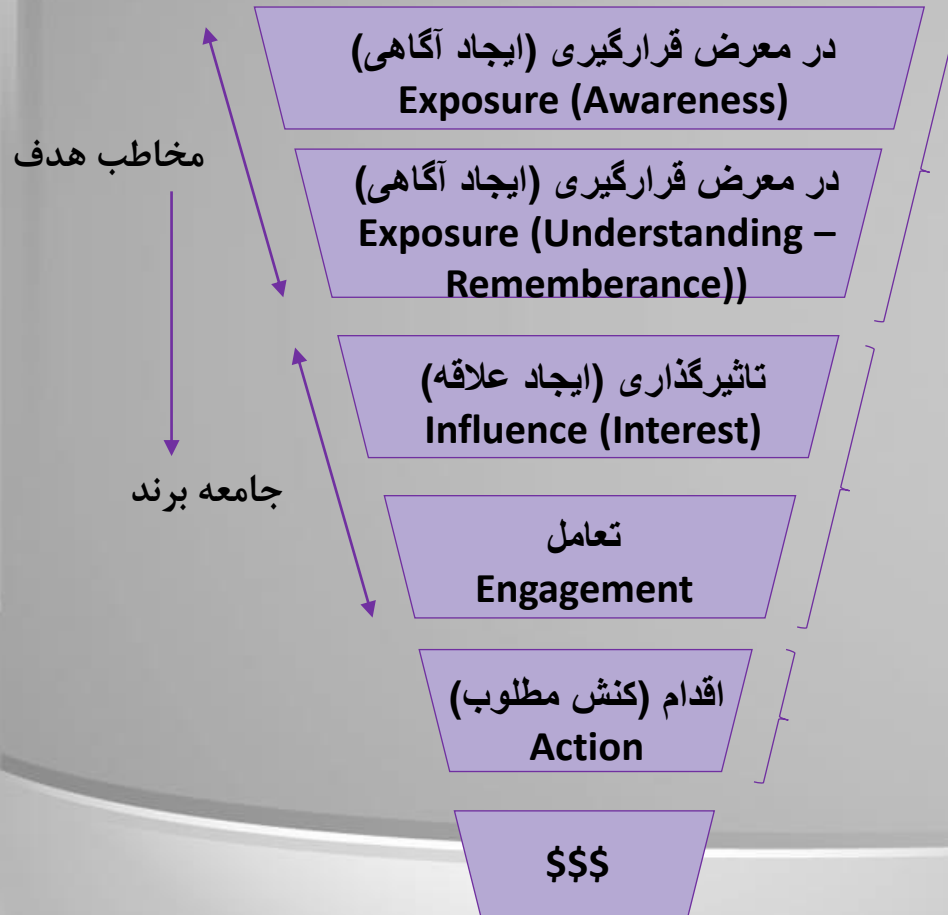 در معرض قرارگیری (ایجاد آگاهی)
Exposure (Awareness)
مخاطب هدف
در معرض قرارگیری (ایجاد آگاهی)
Exposure (Understanding –
Rememberance))
تاثیرگذاری (ایجاد علاقه)
Influence (Interest)
جامعه برند
تعامل
Engagement
اقدام (کنش مطلوب)
Action
$$$